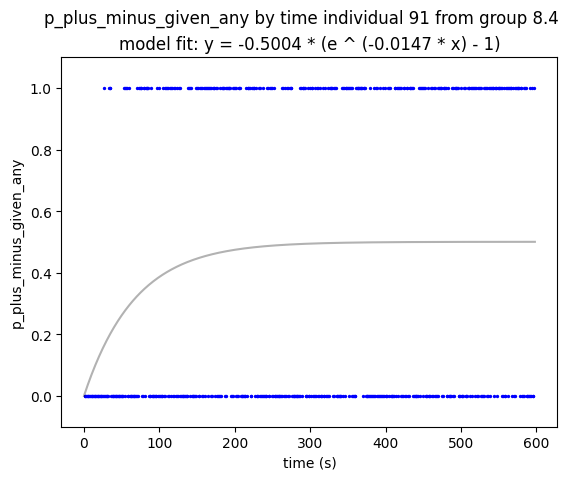 p_plus_minus_given_any by time individual 91 from group 8.4
model fit: y = -0.5004 * (e ^ (-0.0147 * x) - 1)
1.0
0.8
0.6
0.4
0.2
0.0
p_plus_minus_given_any
0 100 200 300 400 500 600
time (s)